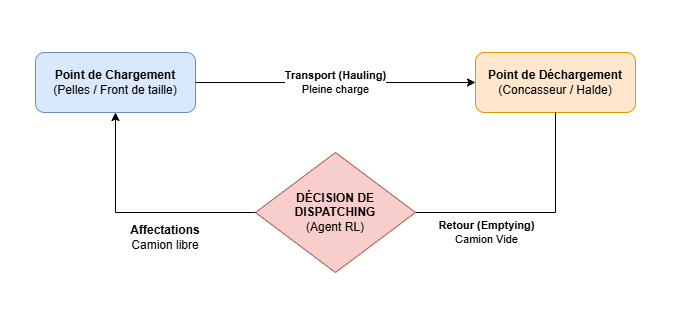 Point de Chargement
(Pelles / Front de taille)
Transport (Hauling)
Pleine charge
Point de Déchargement
(Concasseur / Halde)
DÉCISION DE
DISPATCHING
(Agent RL)
Affectations
Camion libre
Retour (Emptying)
Camion Vide